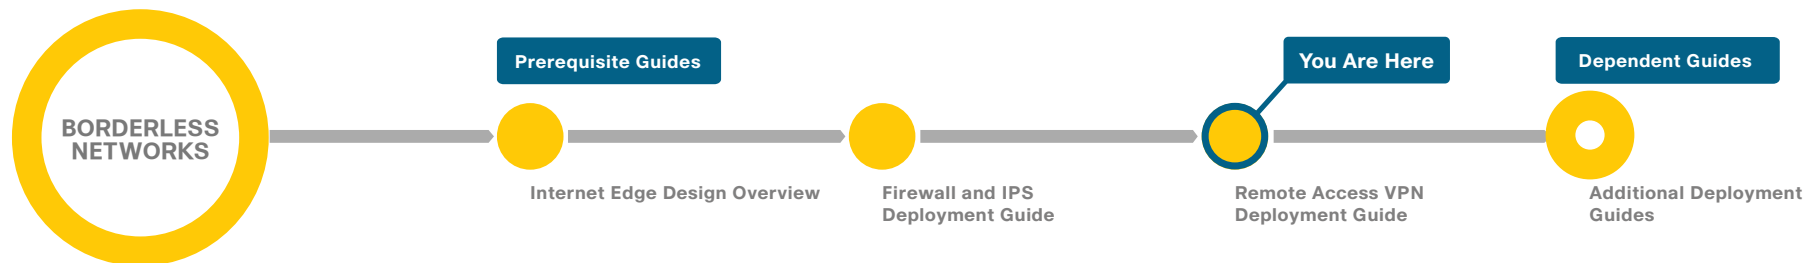 BORDERLESS
NETWORKS
Prerequisite Guides
You Are Here
Dependent Guides
Internet Edge Design Overview
Firewall and IPS
Deployment Guide
Remote Access VPN
Deployment Guide
Additional Deployment
Guides